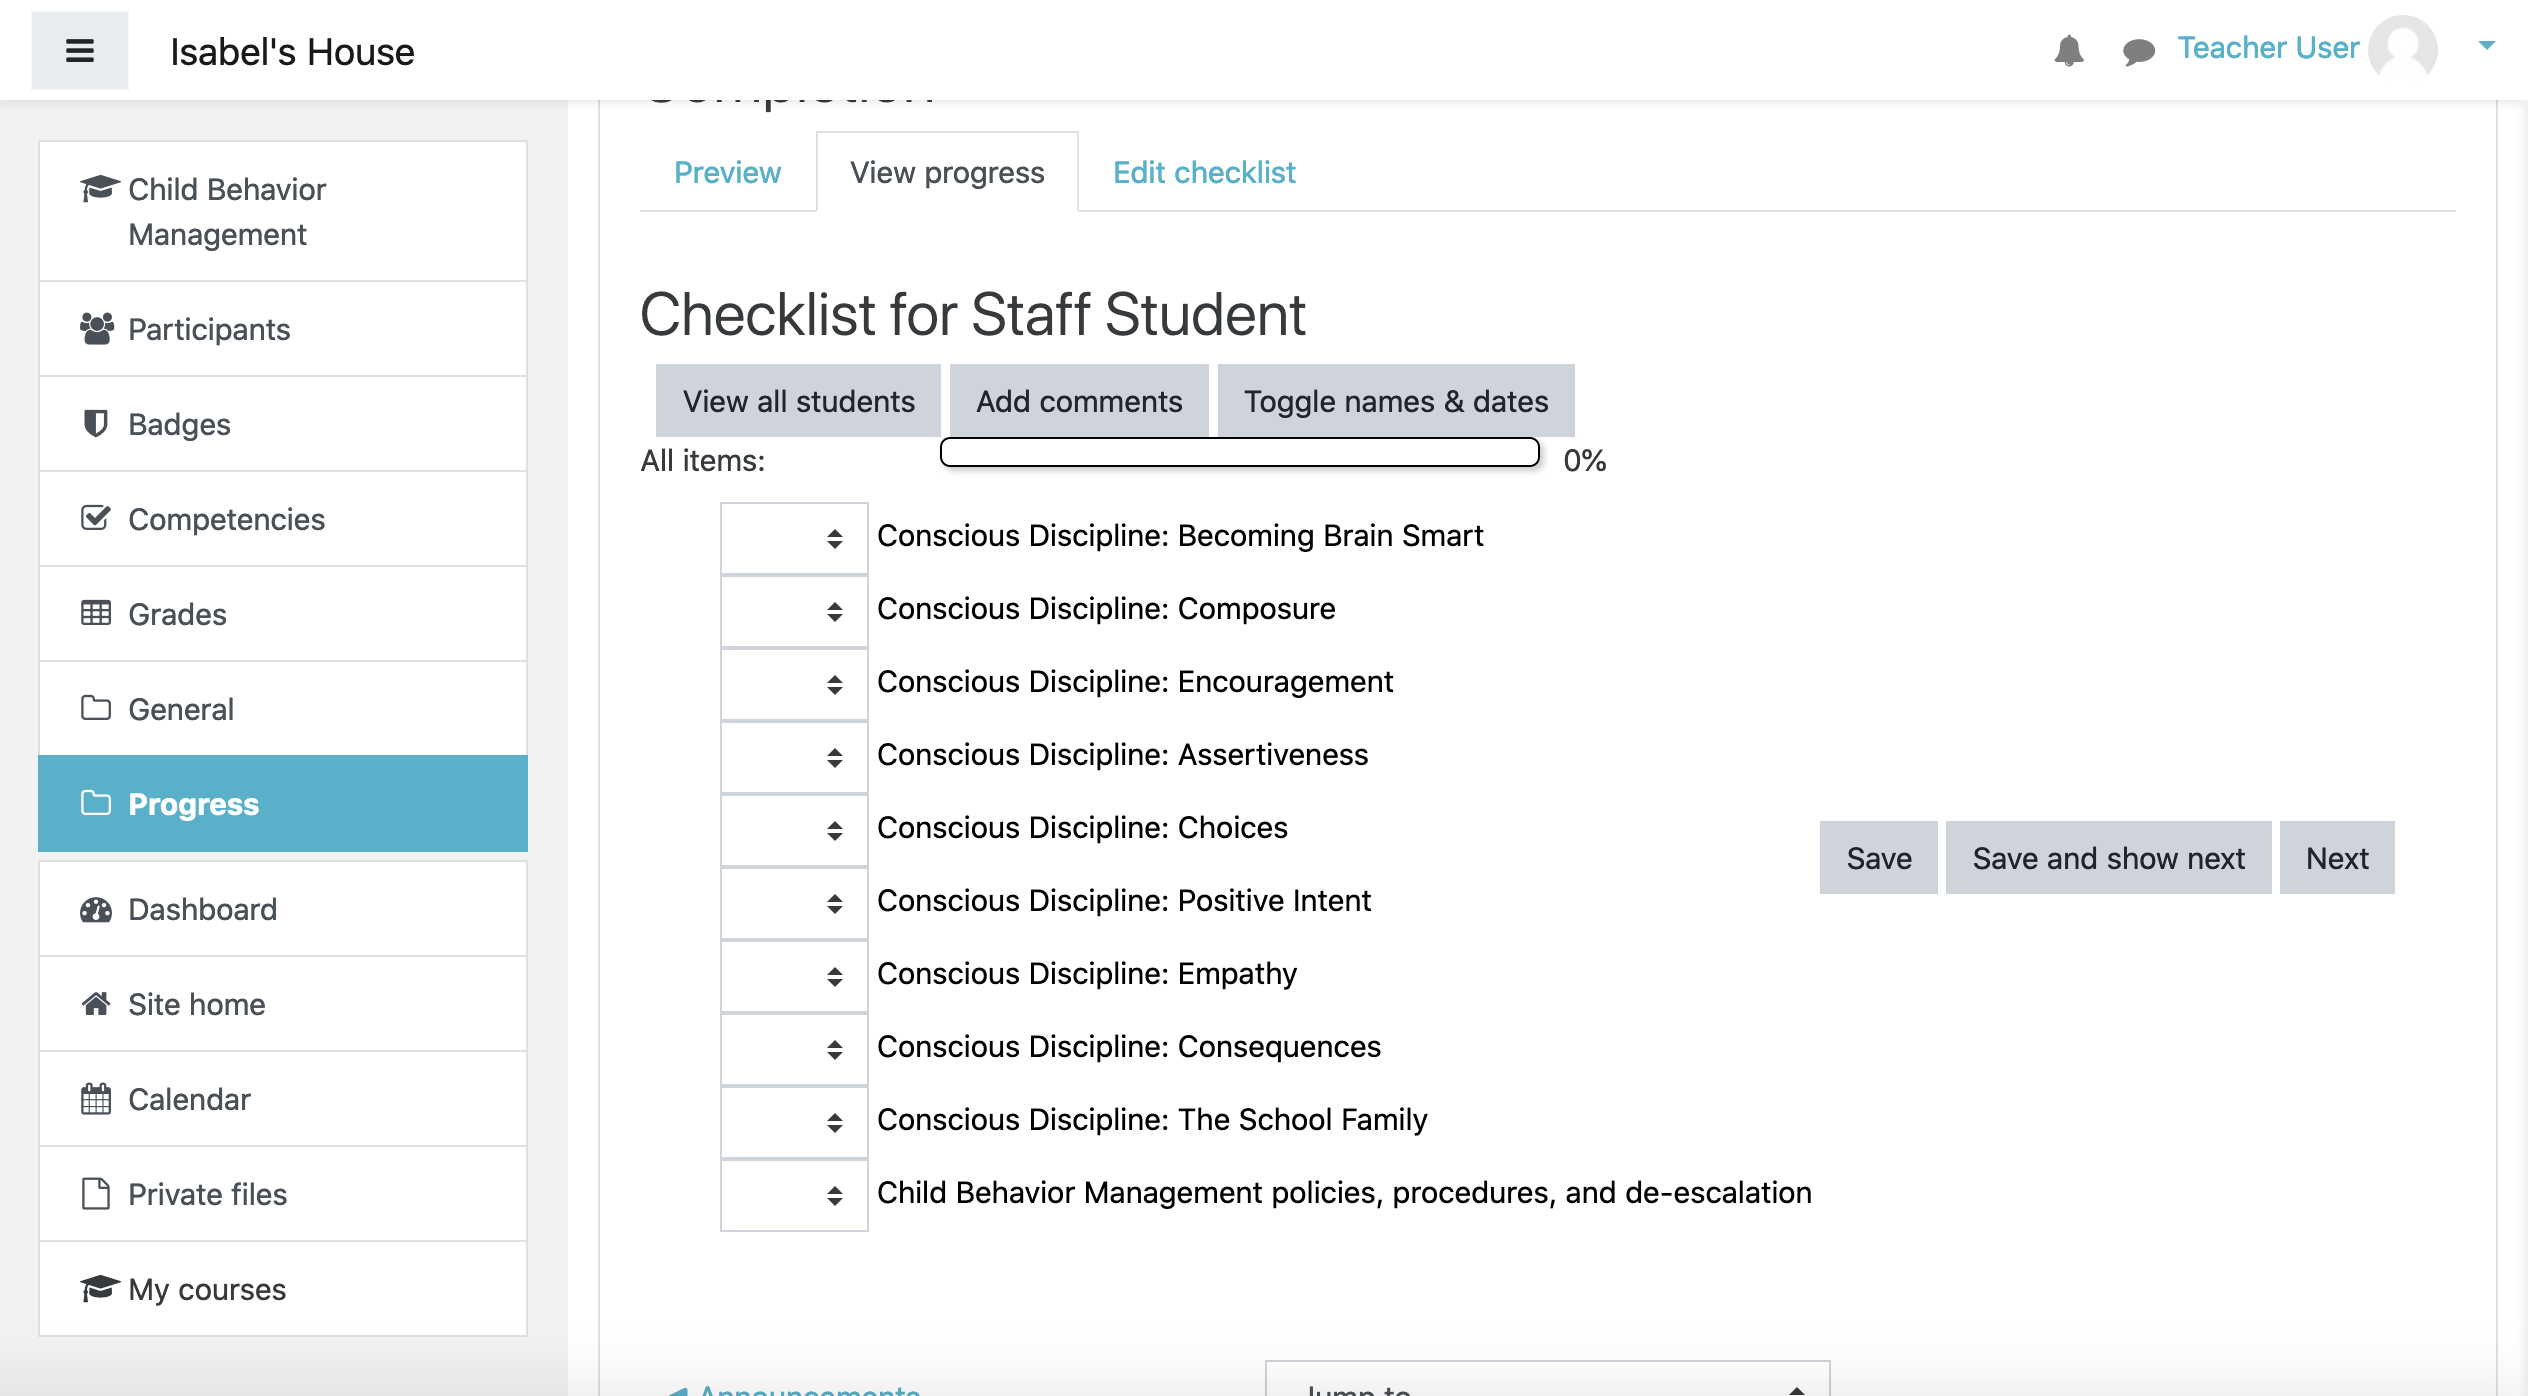 Isabel's House
Teacher User
Completion
Child Behavior
Management
Participants
Badges
Competencies
Grades
General
Progress
Dashboard
Site home
Calendar
Private files
My courses
Preview
View progress
Edit checklist
Checklist for Staff Student
View all students
Add comments
Toggle names & dates
All items:
0%
Conscious Discipline: Becoming Brain Smart
Conscious Discipline: Composure
Conscious Discipline: Encouragement
Conscious Discipline: Assertiveness
Conscious Discipline: Choices
Conscious Discipline: Positive Intent
Conscious Discipline: Empathy
Conscious Discipline: Consequences
Conscious Discipline: The School Family
Child Behavior Management policies, procedures, and de-escalation
Save
Save and show next
Next
Announcements
Jump to...